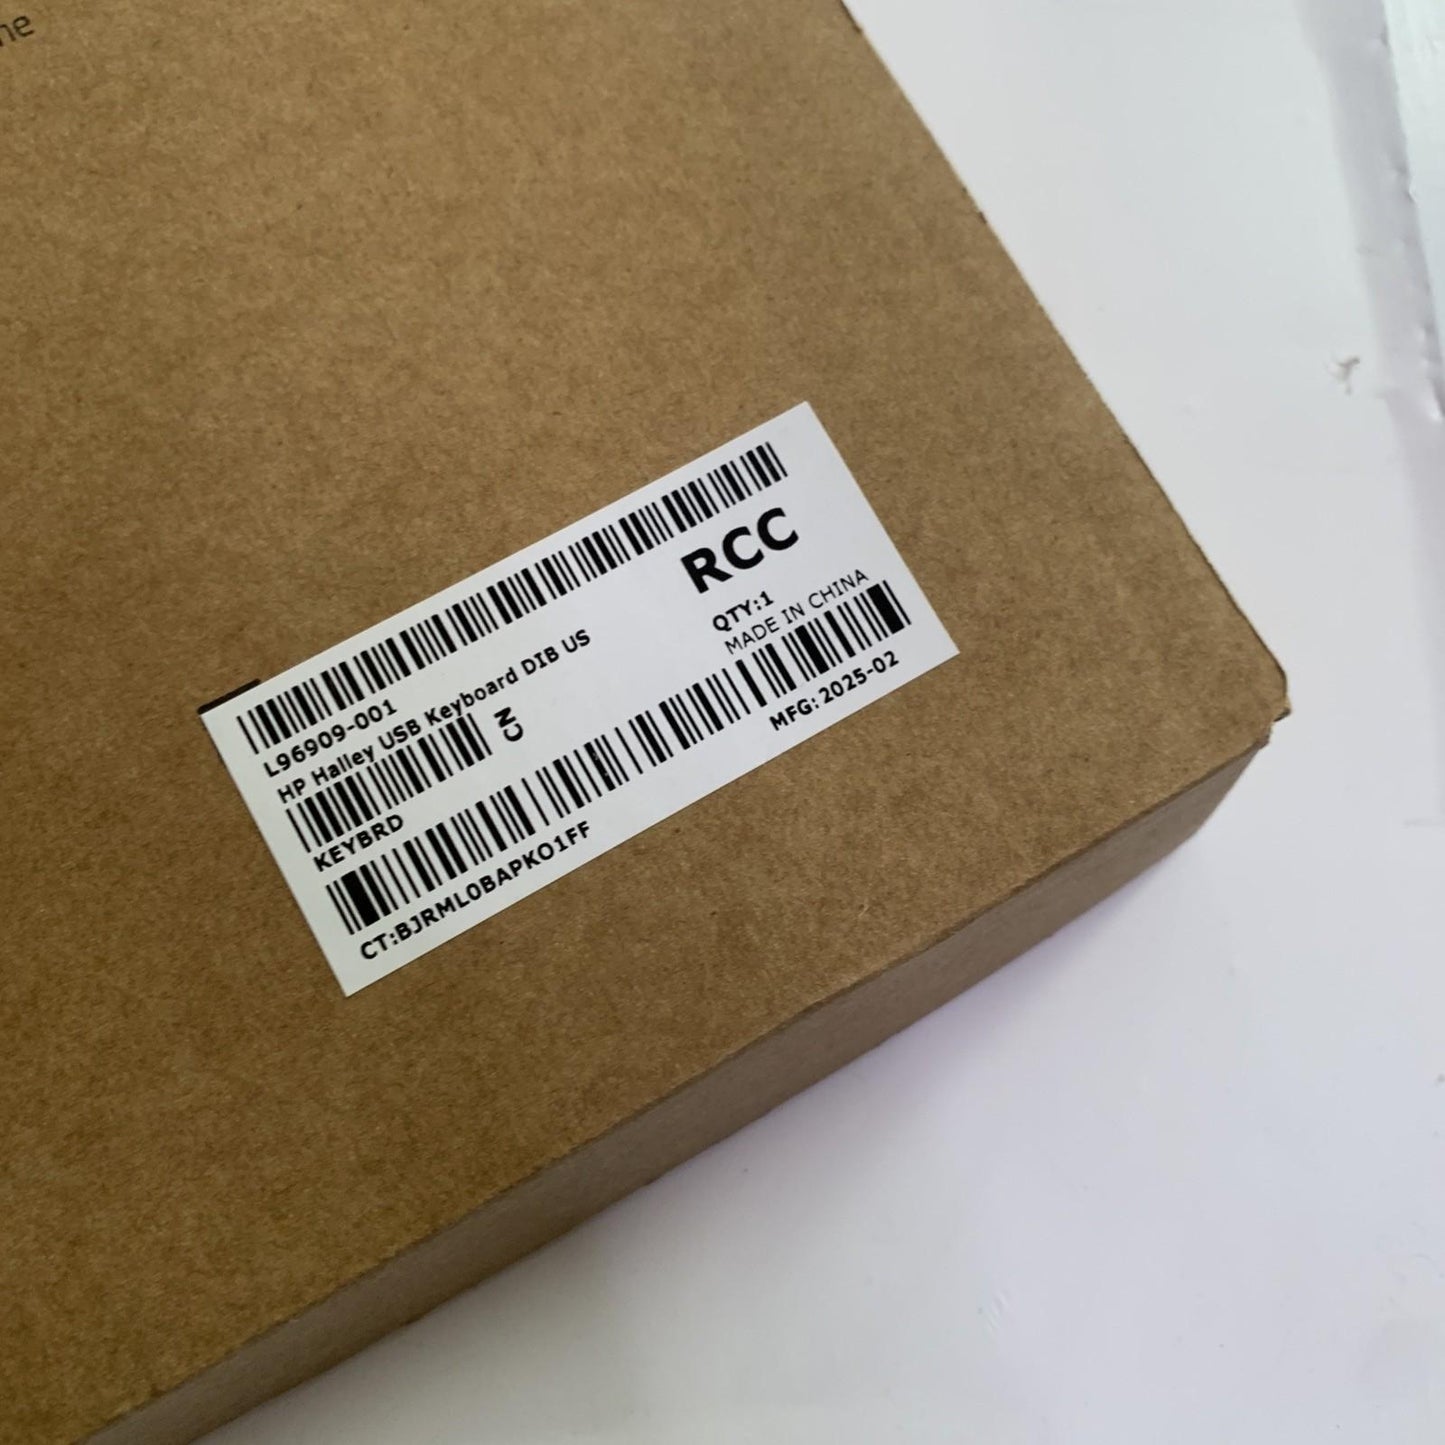 RCC
L96909-001
HP Halley USB Keyboard DIB US
QTY:1
MADE IN CHINA
CN
KEYBRD
MFG: 2025-02
CT:BJRML0BAPKO1FF